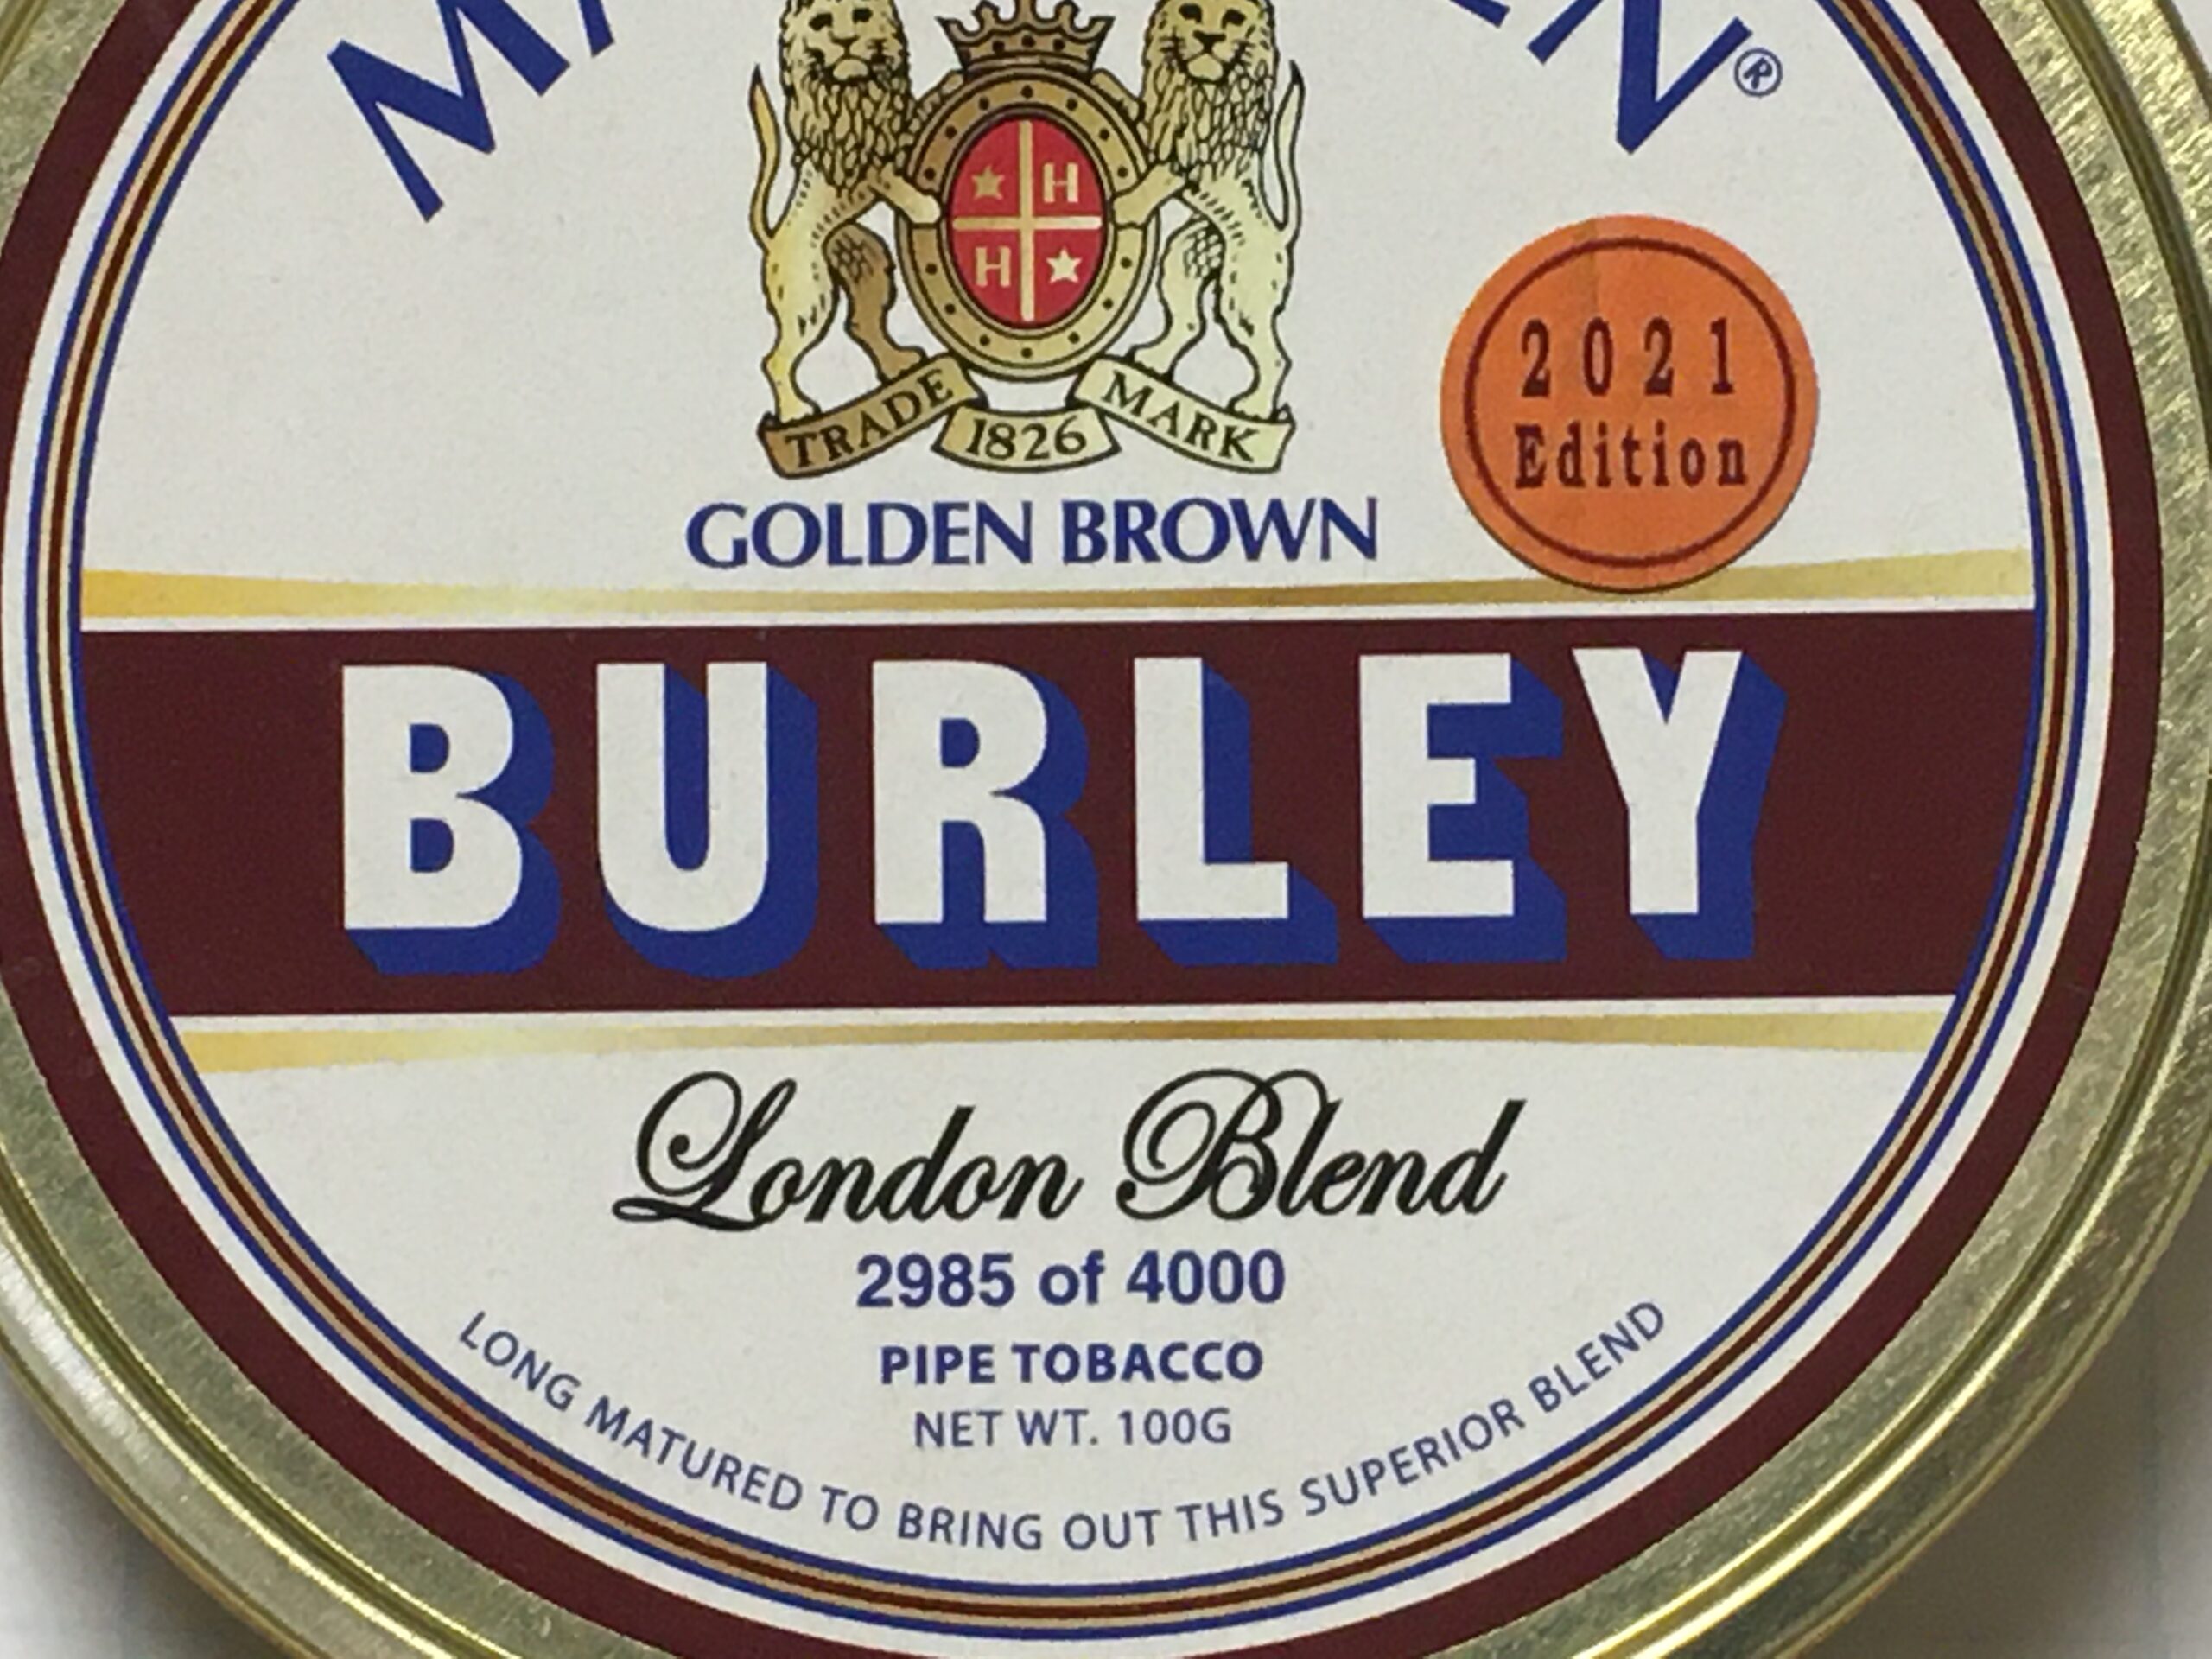 H
H
TRADE 1826 MARK
GOLDEN BROWN
2021
Edition
BURLEY
London Blend
2985 of 4000
PIPE TOBACCO
NET WT. 100G
LONG MATURED TO BRING OUT THIS SUPERIOR BLEND